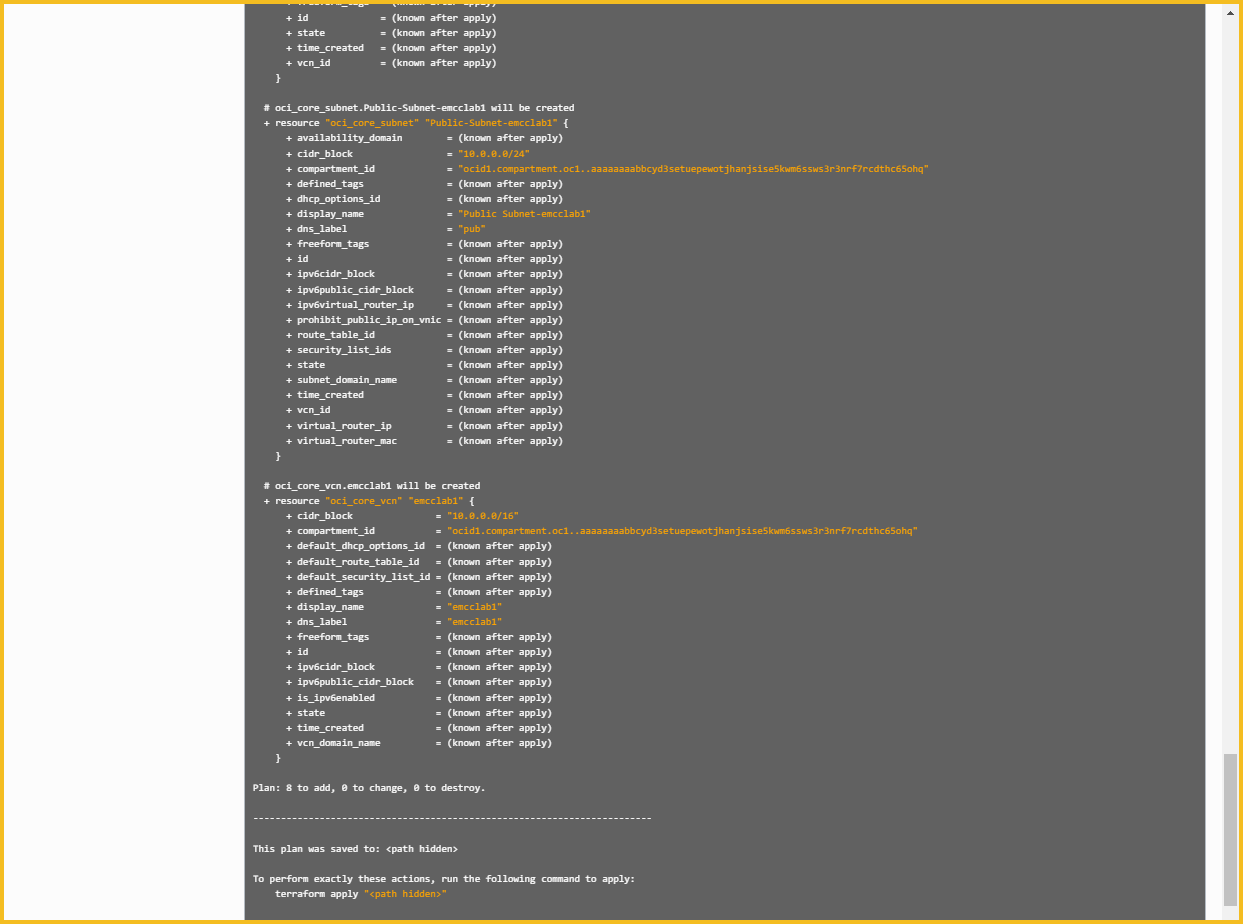 + freeform_tags = (known after apply)
+ id = (known after apply)
+ state = (known after apply)
+ time_created = (known after apply)
+ vcn_id = (known after apply)
}
# oci_core_subnet.Public-Subnet-emcclab1 will be created
+ resource "oci_core_subnet" "Public-Subnet-emcclab1" {
+ availability_domain = (known after apply)
+ cidr_block = "10.0.0.0/24"
+ compartment_id = "ocid1.compartment.oc1..aaaaaaaabbcyd3setuepewotjhanjsise5kwm6ssws3r3nrf7rcdthc65ohq"
+ defined_tags = (known after apply)
+ dhcp_options_id = (known after apply)
+ display_name = "Public Subnet-emcclab1"
+ dns_label = "pub"
+ freeform_tags = (known after apply)
+ id = (known after apply)
+ ipv6cidr_block = (known after apply)
+ ipv6public_cidr_block = (known after apply)
+ ipv6virtual_router_ip = (known after apply)
+ prohibit_public_ip_on_vnic = (known after apply)
+ route_table_id = (known after apply)
+ security_list_ids = (known after apply)
+ state = (known after apply)
+ subnet_domain_name = (known after apply)
+ time_created = (known after apply)
+ vcn_id = (known after apply)
+ virtual_router_ip = (known after apply)
+ virtual_router_mac = (known after apply)
}
# oci_core_vcn.emcclab1 will be created
+ resource "oci_core_vcn" "emcclab1" {
+ cidr_block = "10.0.0.0/16"
+ compartment_id = "ocid1.compartment.oc1..aaaaaaaabbcyd3setuepewotjhanjsise5kwm6ssws3r3nrf7rcdthc65ohq"
+ default_dhcp_options_id = (known after apply)
+ default_route_table_id = (known after apply)
+ default_security_list_id = (known after apply)
+ defined_tags = (known after apply)
+ display_name = "emcclab1"
+ dns_label = "emcclab1"
+ freeform_tags = (known after apply)
+ id = (known after apply)
+ ipv6cidr_block = (known after apply)
+ ipv6public_cidr_block = (known after apply)
+ is_ipv6enabled = (known after apply)
+ state = (known after apply)
+ time_created = (known after apply)
+ vcn_domain_name = (known after apply)
}
Plan: 8 to add, 0 to change, 0 to destroy.
------------------------------------------------------------------------
This plan was saved to: <path hidden>
To perform exactly these actions, run the following command to apply:
terraform apply "<path hidden>"